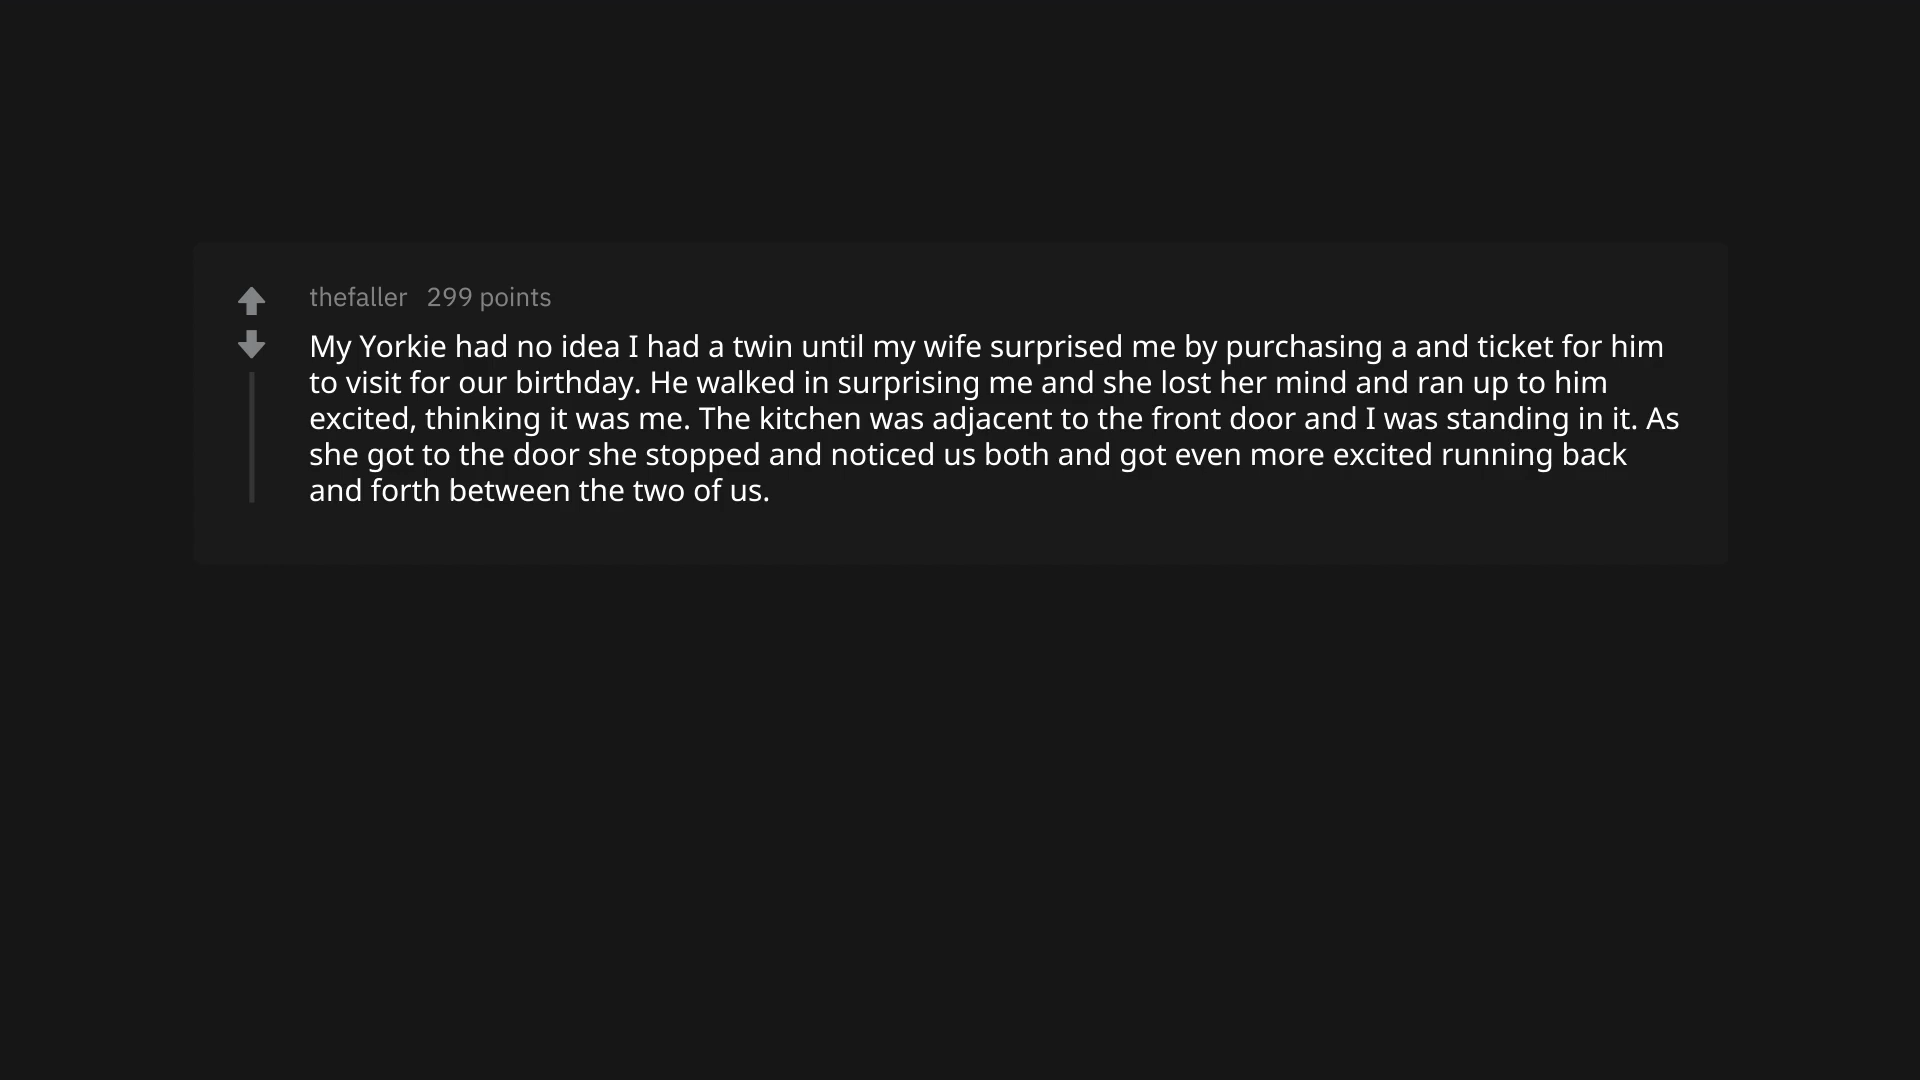 thefaller 299 points
My Yorkie had no idea I had a twin until my wife surprised me by purchasing a and ticket for him
to visit for our birthday. He walked in surprising me and she lost her mind and ran up to him
excited, thinking it was me. The kitchen was adjacent to the front door and I was standing in it. As
she got to the door she stopped and noticed us both and got even more excited running back
and forth between the two of us.